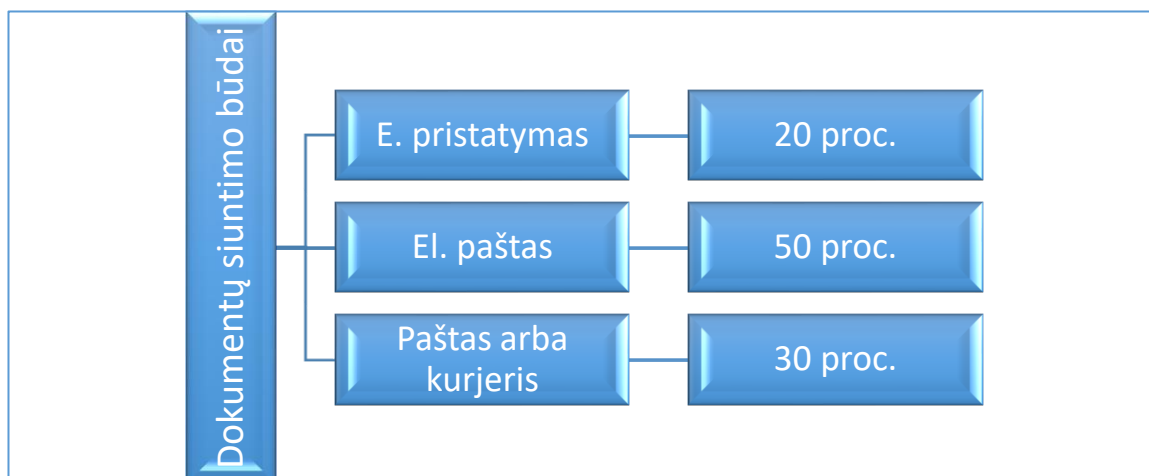 Dokumentų siuntimo būdai
E. pristatymas
20 proc.
El. paštas
50 proc.
Paštas arba
kurjeris
30 proc.